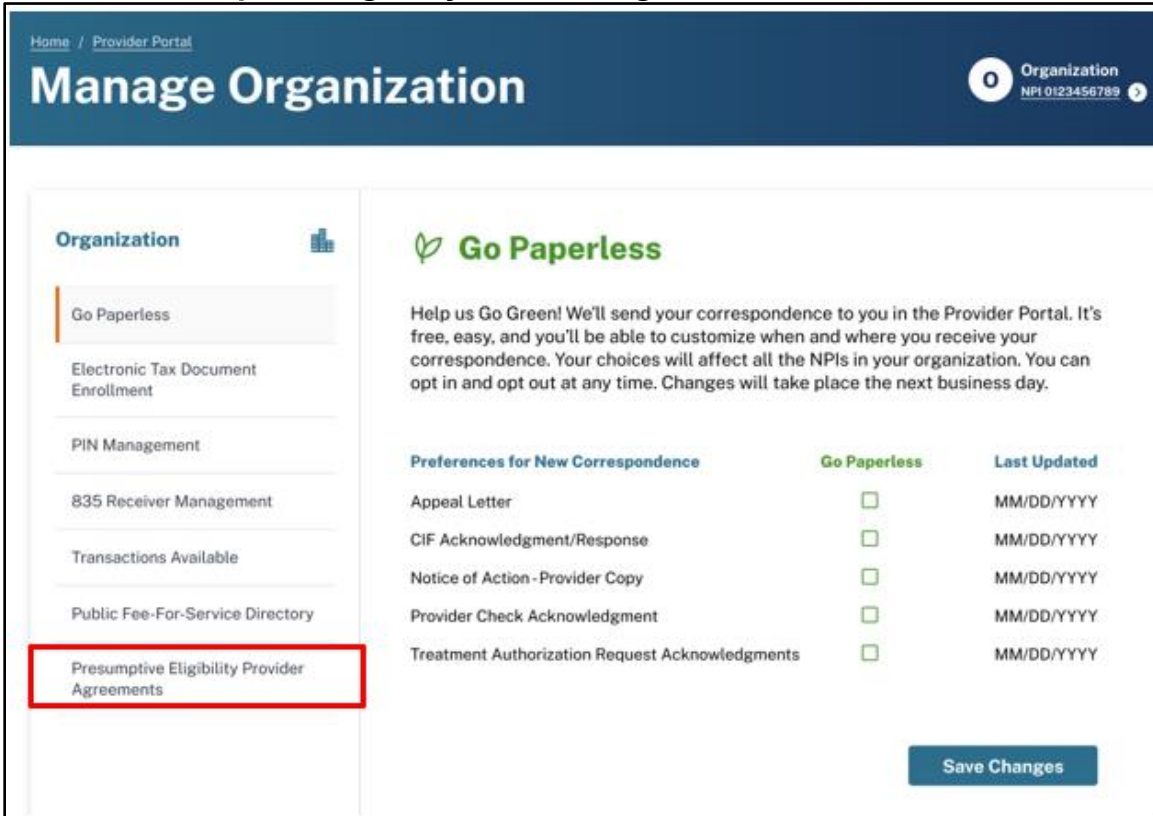 Home / Provider Portal
Manage Organization
O
Organization
NPI 0123456789
Organization
Go Paperless
Electronic Tax Document
Enrollment
PIN Management
835 Receiver Management
Transactions Available
Public Fee-For-Service Directory
Presumptive Eligibility Provider
Agreements
Go Paperless
Help us Go Green! We'll send your correspondence to you in the Provider Portal. It's
free, easy, and you'll be able to customize when and where you receive your
correspondence. Your choices will affect all the NPIs in your organization. You can
opt in and opt out at any time. Changes will take place the next business day.
Preferences for New Correspondence Go Paperless Last Updated
Appeal Letter MM/DD/YYYY
CIF Acknowledgment/Response MM/DD/YYYY
Notice of Action - Provider Copy MM/DD/YYYY
Provider Check Acknowledgment MM/DD/YYYY
Treatment Authorization Request Acknowledgments MM/DD/YYYY
Save Changes